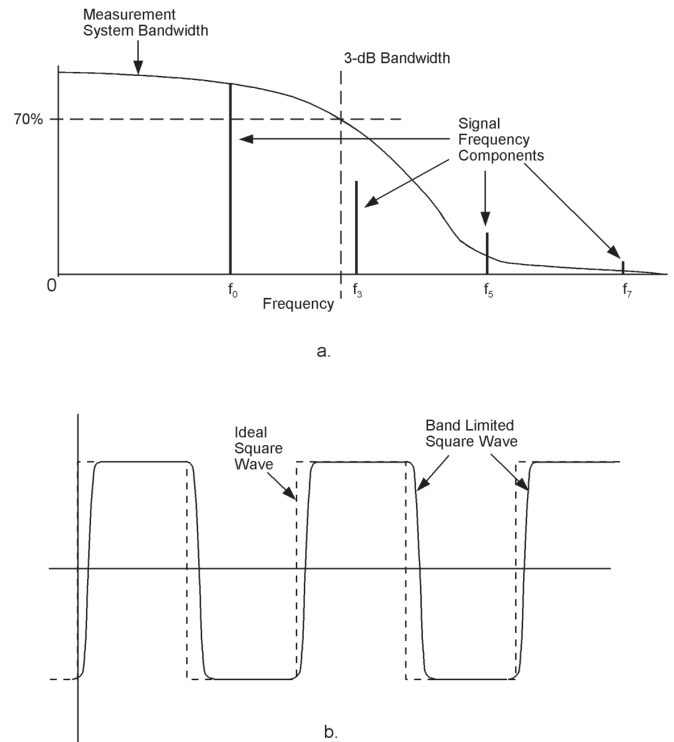 Measurement
System Bandwidth
3-dB Bandwidth
70%
Signal
Frequency
Components
0
f₀
f₃
f₅
f₇
Frequency
a.
Ideal
Square
Wave
Band Limited
Square Wave
b.